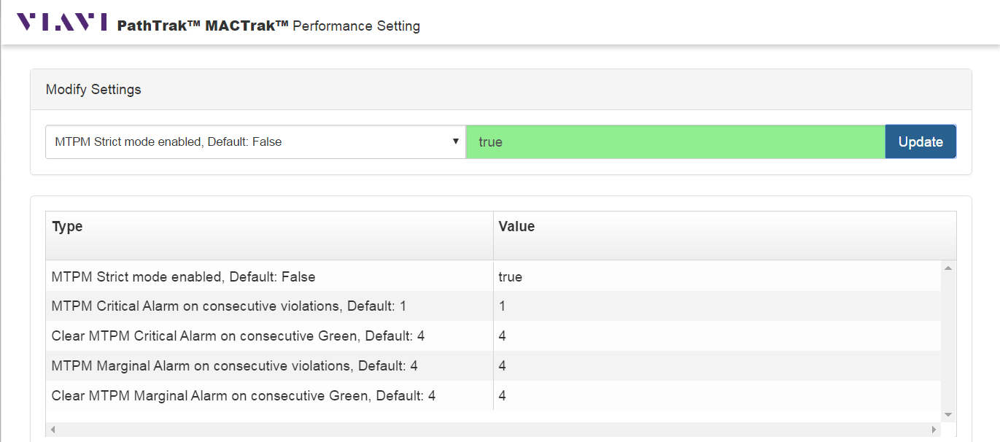 VIAVI PathTrak™ MACTrak™ Performance Setting
Modify Settings
MTPM Strict mode enabled, Default: False true Update
Type Value
MTPM Strict mode enabled, Default: False true
MTPM Critical Alarm on consecutive violations, Default: 1 1
Clear MTPM Critical Alarm on consecutive Green, Default: 4 4
MTPM Marginal Alarm on consecutive violations, Default: 4 4
Clear MTPM Marginal Alarm on consecutive Green, Default: 4 4